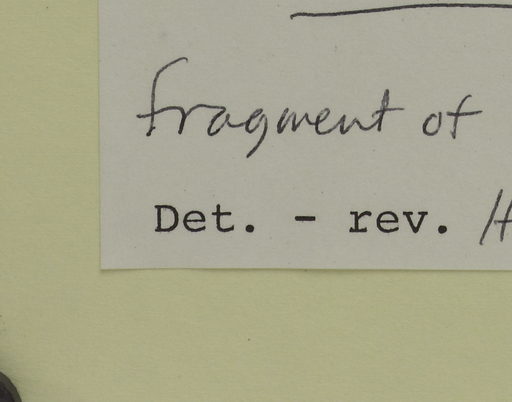 fragment of
Det. - rev.